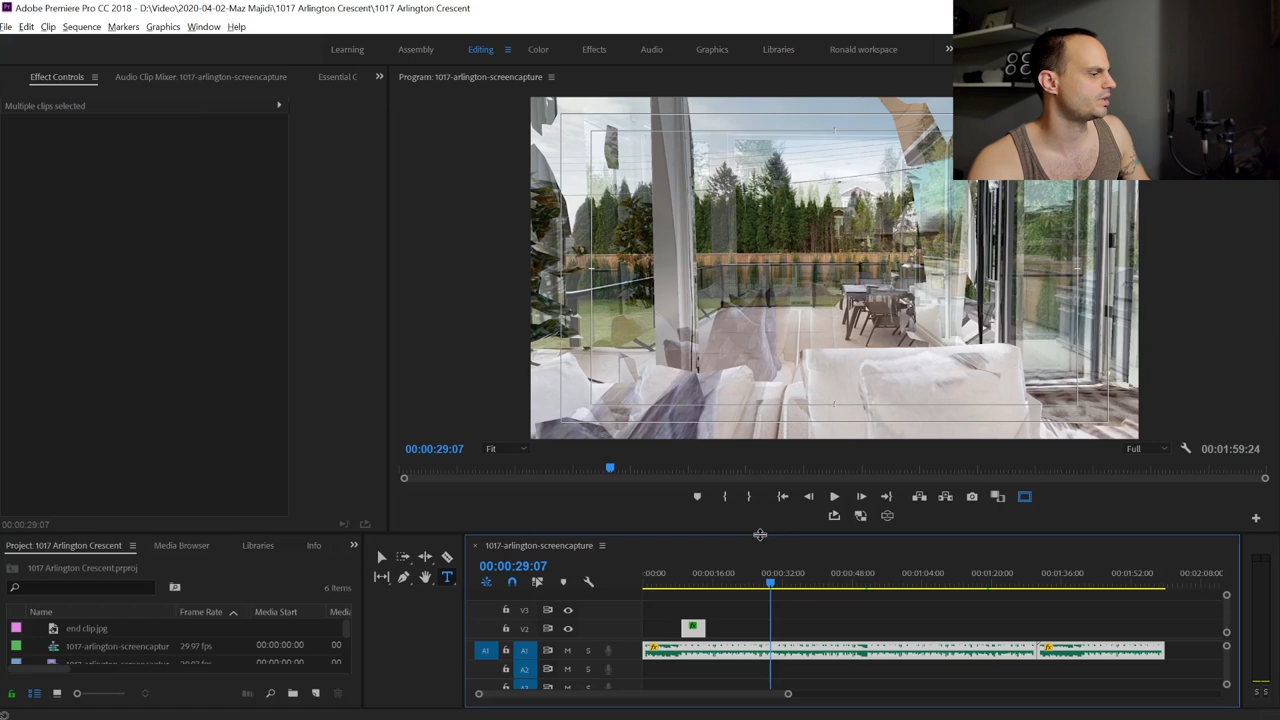 Adobe Premiere Pro CC 2018 - D:\Video\2020-04-02-Maz Majidi\1017 Arlington Crescent\1017 Arlington Crescent
File Edit Clip Sequence Markers Graphics Window Help
Learning Assembly Editing Color Effects Audio Graphics Libraries Ronald workspace
Effect Controls Audio Clip Mixer: 1017-arlington-screencapture Essential G
Program: 1017-arlington-screencapture
Multiple clips selected
00:00:29:07 Fit Full 00:01:59:24
00:00:29:07
Project: 1017 Arlington Crescent Media Browser Libraries Info
1017-arlington-screencapture
1017 Arlington Crescent.prproj
00:00:29:07
:00:00 00:00:16:00 00:00:32:00 00:00:48:00 00:01:04:00 00:01:20:00 00:01:36:00 00:01:52:00 00:02:08:00
6 Items
Name Frame Rate Media Start Media
V3
end clip.jpg
V2
1017-arlington-screencaptur 29.97 fps 00:00:00:00 00
A1 A1 M S
A2 M S
S S